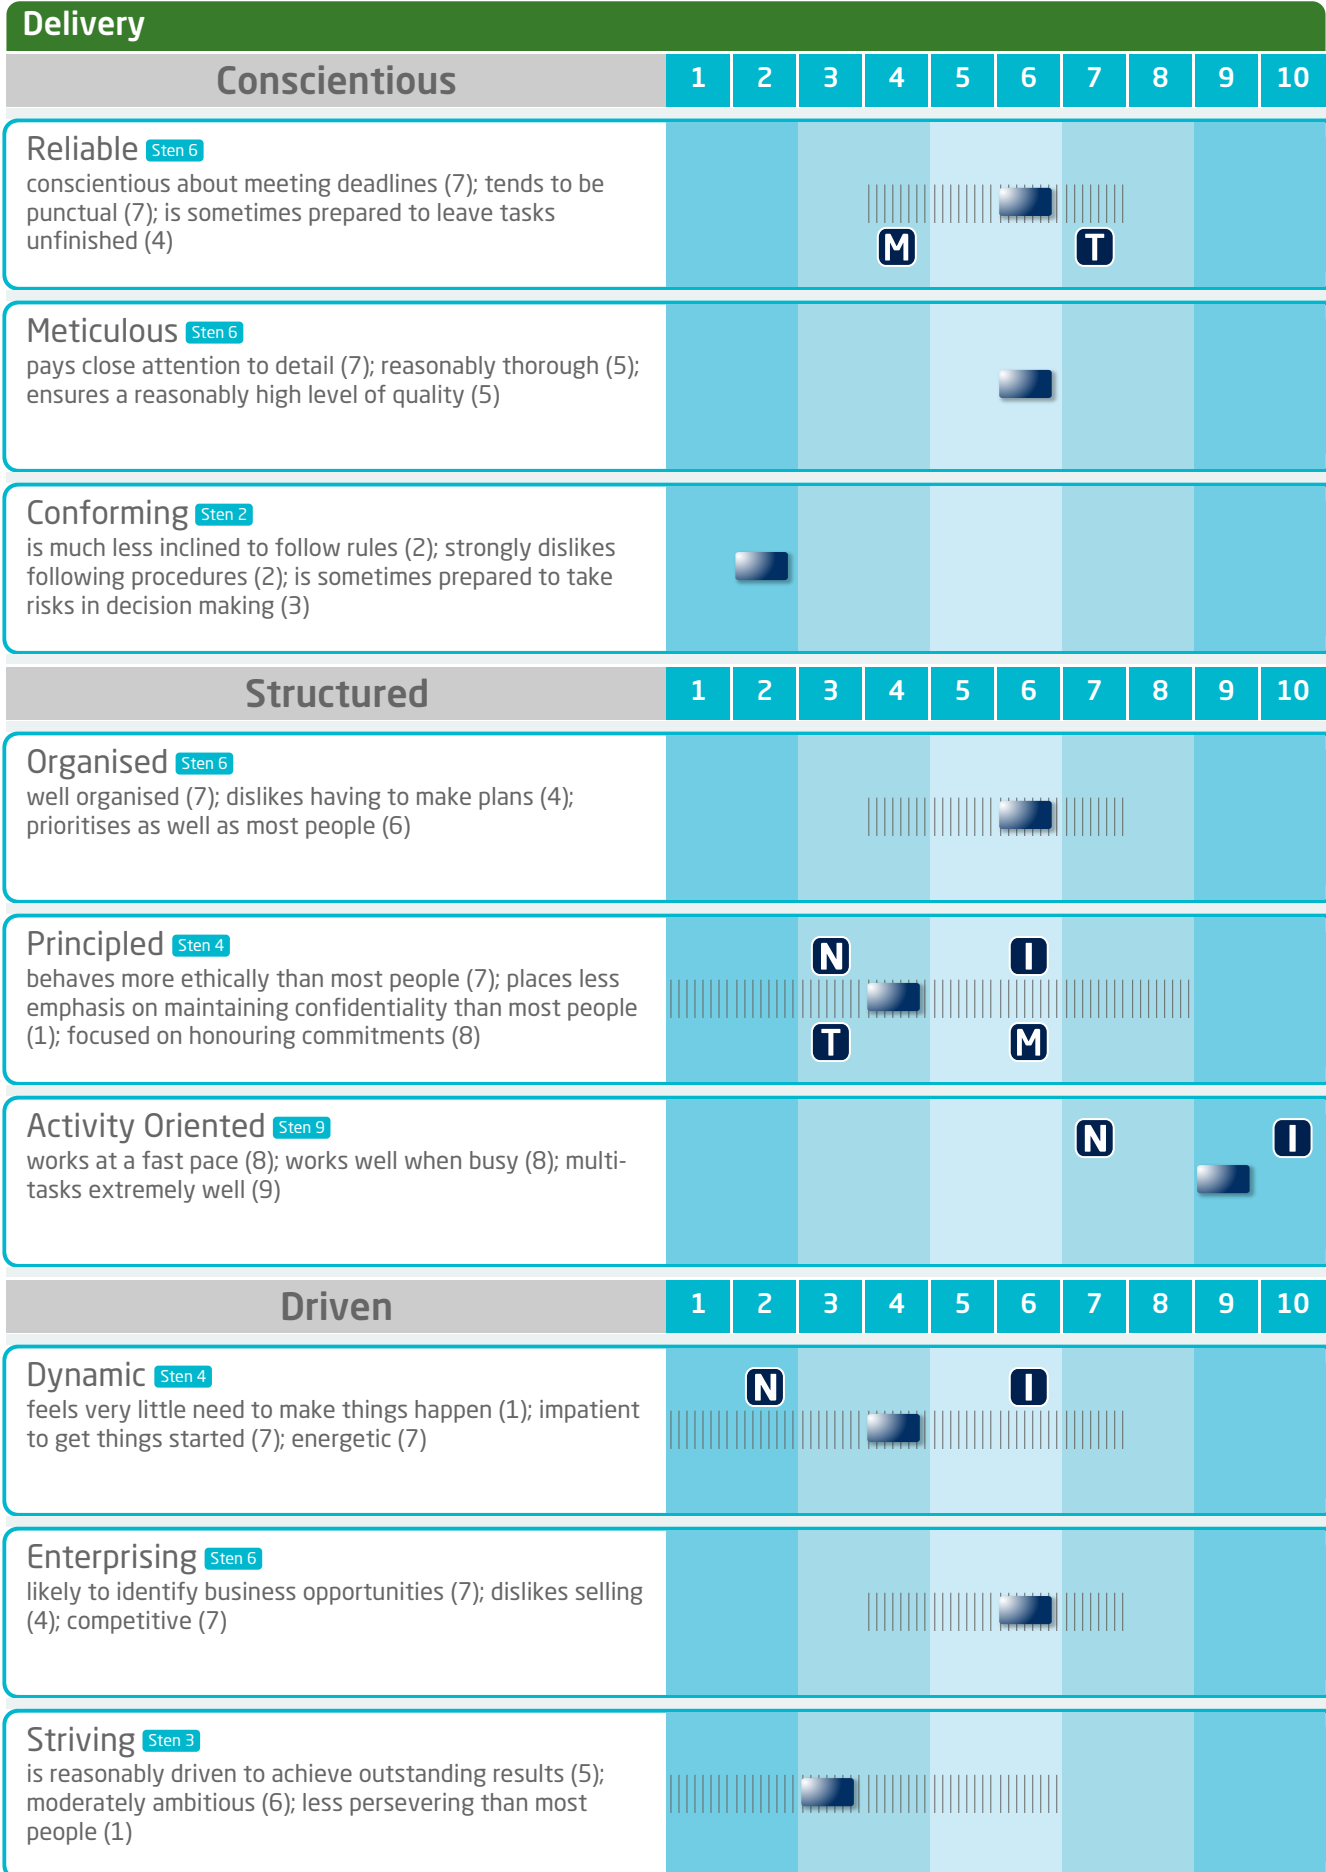 Delivery
Conscientious 1 2 3 4 5 6 7 8 9 10
Reliable Sten 6
conscientious about meeting deadlines (7); tends to be
punctual (7); is sometimes prepared to leave tasks
unfinished (4)
M T
Meticulous Sten 6
pays close attention to detail (7); reasonably thorough (5);
ensures a reasonably high level of quality (5)
Conforming Sten 2
is much less inclined to follow rules (2); strongly dislikes
following procedures (2); is sometimes prepared to take
risks in decision making (3)
Structured 1 2 3 4 5 6 7 8 9 10
Organised Sten 6
well organised (7); dislikes having to make plans (4);
prioritises as well as most people (6)
Principled Sten 4
N I
behaves more ethically than most people (7); places less
emphasis on maintaining confidentiality than most people
(1); focused on honouring commitments (8)
T M
Activity Oriented Sten 9
N I
works at a fast pace (8); works well when busy (8); multi-
tasks extremely well (9)
Driven 1 2 3 4 5 6 7 8 9 10
Dynamic Sten 4
N I
feels very little need to make things happen (1); impatient
to get things started (7); energetic (7)
Enterprising Sten 6
likely to identify business opportunities (7); dislikes selling
(4); competitive (7)
Striving Sten 3
is reasonably driven to achieve outstanding results (5);
moderately ambitious (6); less persevering than most
people (1)